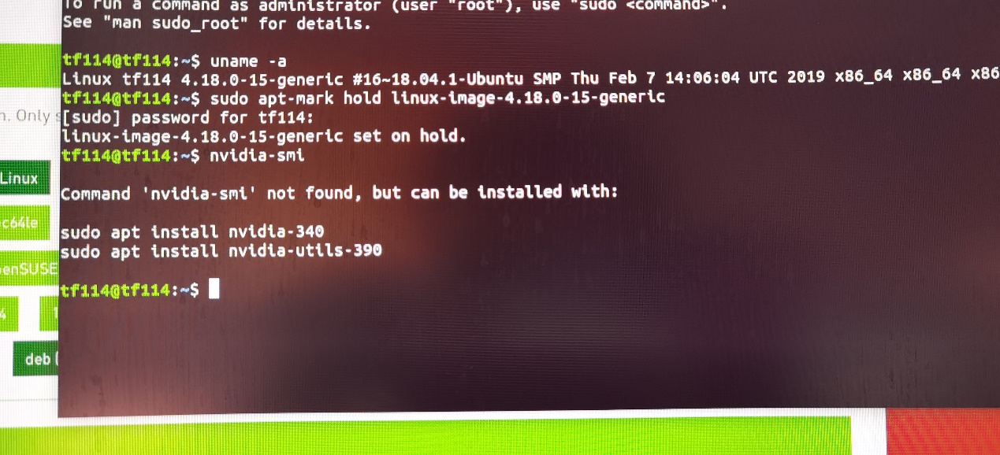 To run a command as administrator (user "root"), use "sudo <command>".
See "man sudo_root" for details.
tf114@tf114:~$ uname -a
Linux tf114 4.18.0-15-generic #16~18.04.1-Ubuntu SMP Thu Feb 7 14:06:04 UTC 2019 x86_64 x86_64 x86
tf114@tf114:~$ sudo apt-mark hold linux-image-4.18.0-15-generic
[sudo] password for tf114:
linux-image-4.18.0-15-generic set on hold.
tf114@tf114:~$ nvidia-smi
Command 'nvidia-smi' not found, but can be installed with:
sudo apt install nvidia-340
sudo apt install nvidia-utils-390
tf114@tf114:~$
n. Only s
Linux
c64le
enSUSE
4
1
deb (